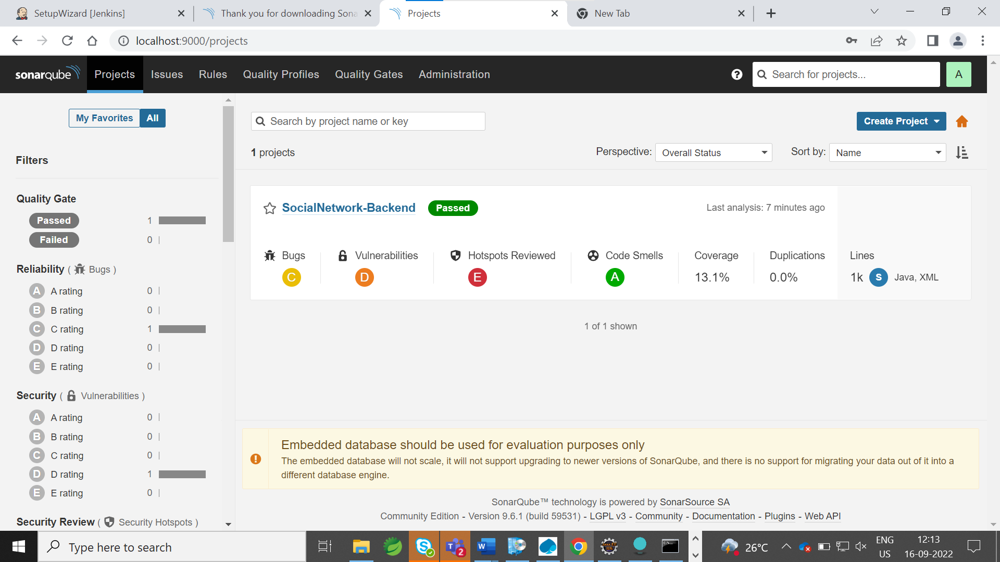 SetupWizard [Jenkins]
Thank you for downloading Sona
Projects
New Tab
localhost:9000/projects
sonarqube
Projects
Issues
Rules
Quality Profiles
Quality Gates
Administration
?
Search for projects...
A
My Favorites
All
Search by project name or key
Create Project
1 projects
Perspective:
Overall Status
Sort by:
Name
Filters
Quality Gate
Passed
1
Failed
0
Reliability ( Bugs )
A A rating 0
B B rating 0
C C rating 1
D D rating 0
E E rating 0
Security ( Vulnerabilities )
A A rating 0
B B rating 0
C C rating 0
D D rating 1
E E rating 0
Security Review ( Security Hotspots )
SocialNetwork-Backend
Passed
Last analysis: 7 minutes ago
Bugs
C
Vulnerabilities
D
Hotspots Reviewed
E
Code Smells
A
Coverage
13.1%
Duplications
0.0%
Lines
1k S Java, XML
1 of 1 shown
Embedded database should be used for evaluation purposes only
The embedded database will not scale, it will not support upgrading to newer versions of SonarQube, and there is no support for migrating your data out of it into a
different database engine.
SonarQube™ technology is powered by SonarSource SA
Community Edition - Version 9.6.1 (build 59531) - LGPL v3 - Community - Documentation - Plugins - Web API
Type here to search
2
Java EE
IDE
26°C
ENG
US
12:13
16-09-2022